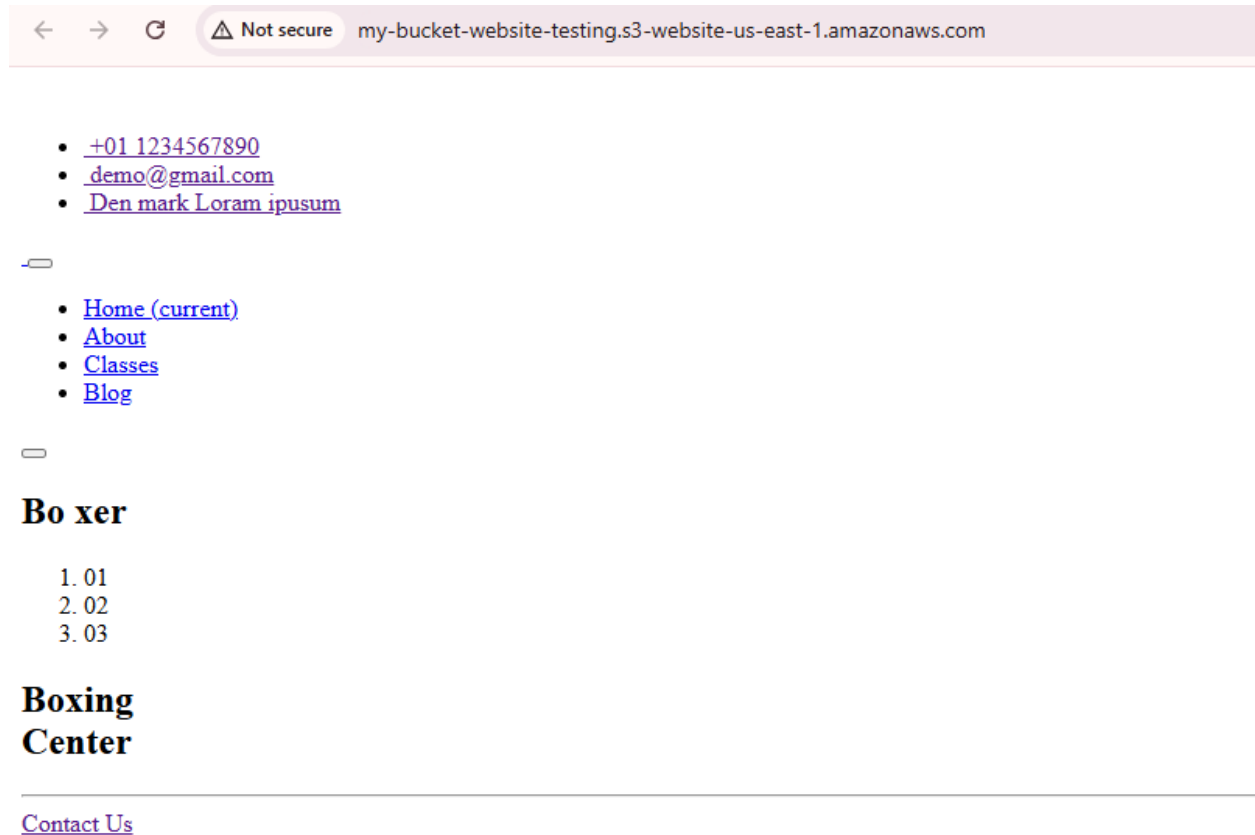 Not secure my-bucket-website-testing.s3-website-us-east-1.amazonaws.com
+01 1234567890
demo@gmail.com
Den mark Loram ipusum
Home (current)
About
Classes
Blog
Bo xer
1. 01
2. 02
3. 03
Boxing
Center
Contact Us